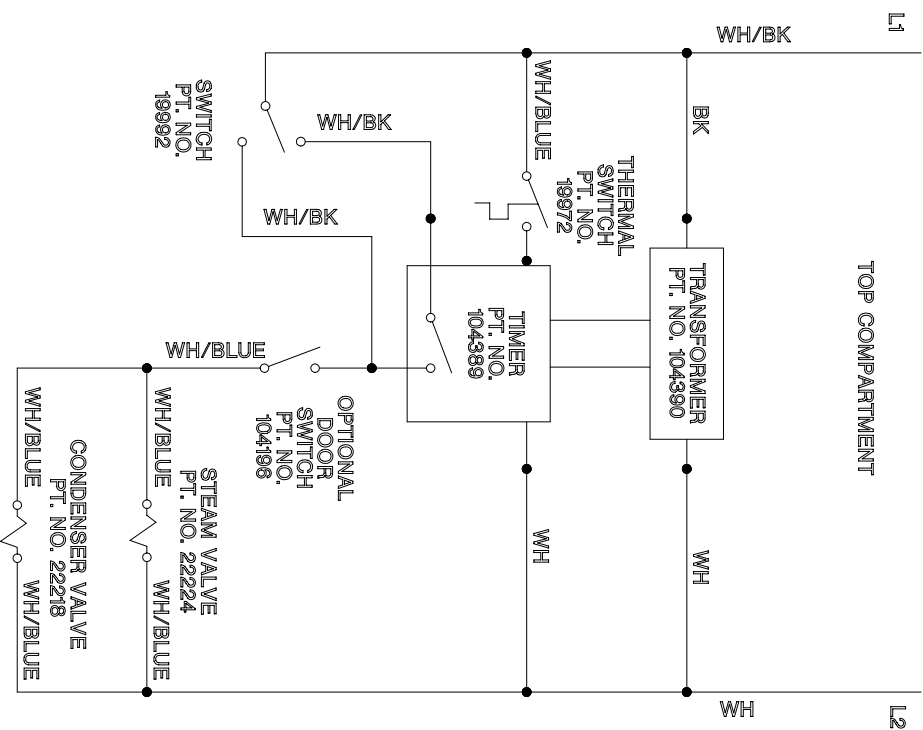 L1
L2
WH/BK
WH
TOP COMPARTMENT
BK
TRANSFORMER
PT. NO. 104390
WH
WH/BLUE
THERMAL
SWITCH
PT. NO.
19972
TIMER
PT. NO.
104389
WH
WH/BK
SWITCH
PT. NO.
19992
WH/BK
WH/BLUE
OPTIONAL
DOOR
SWITCH
PT. NO.
104196
WH/BLUE
STEAM VALVE
PT. NO. 22224
WH/BLUE
WH/BLUE
CONDENSER VALVE
PT. NO. 22218
WH/BLUE